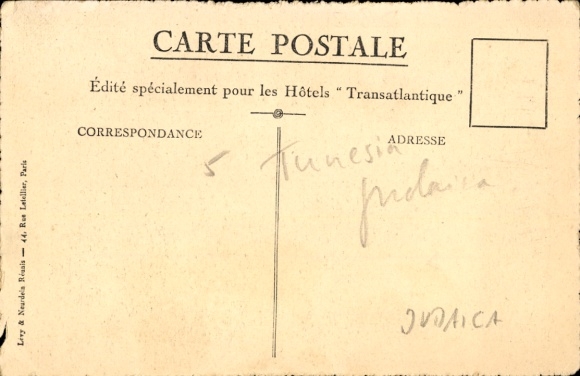 CARTE POSTALE
Édité spécialement pour les Hôtels “ Transatlantique ”
CORRESPONDANCE
ADRESSE
5 Tunesia
Judaica
JUDAICA
Levy & Neurdein Réunis — 44, Rue Letellier, Paris